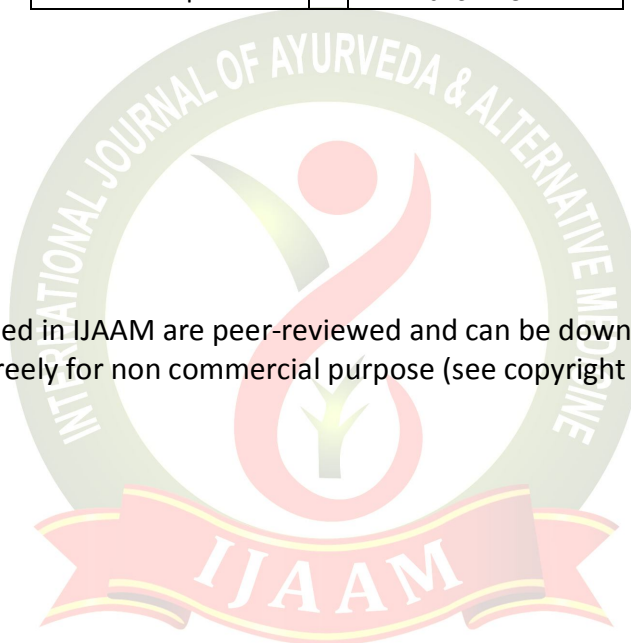 INTERNATIONAL JOURNAL OF AYURVEDA & ALTERNATIVE MEDICINE
ed in IJAAM are peer-reviewed and can be down
reely for non commercial purpose (see copyright
IJAAM